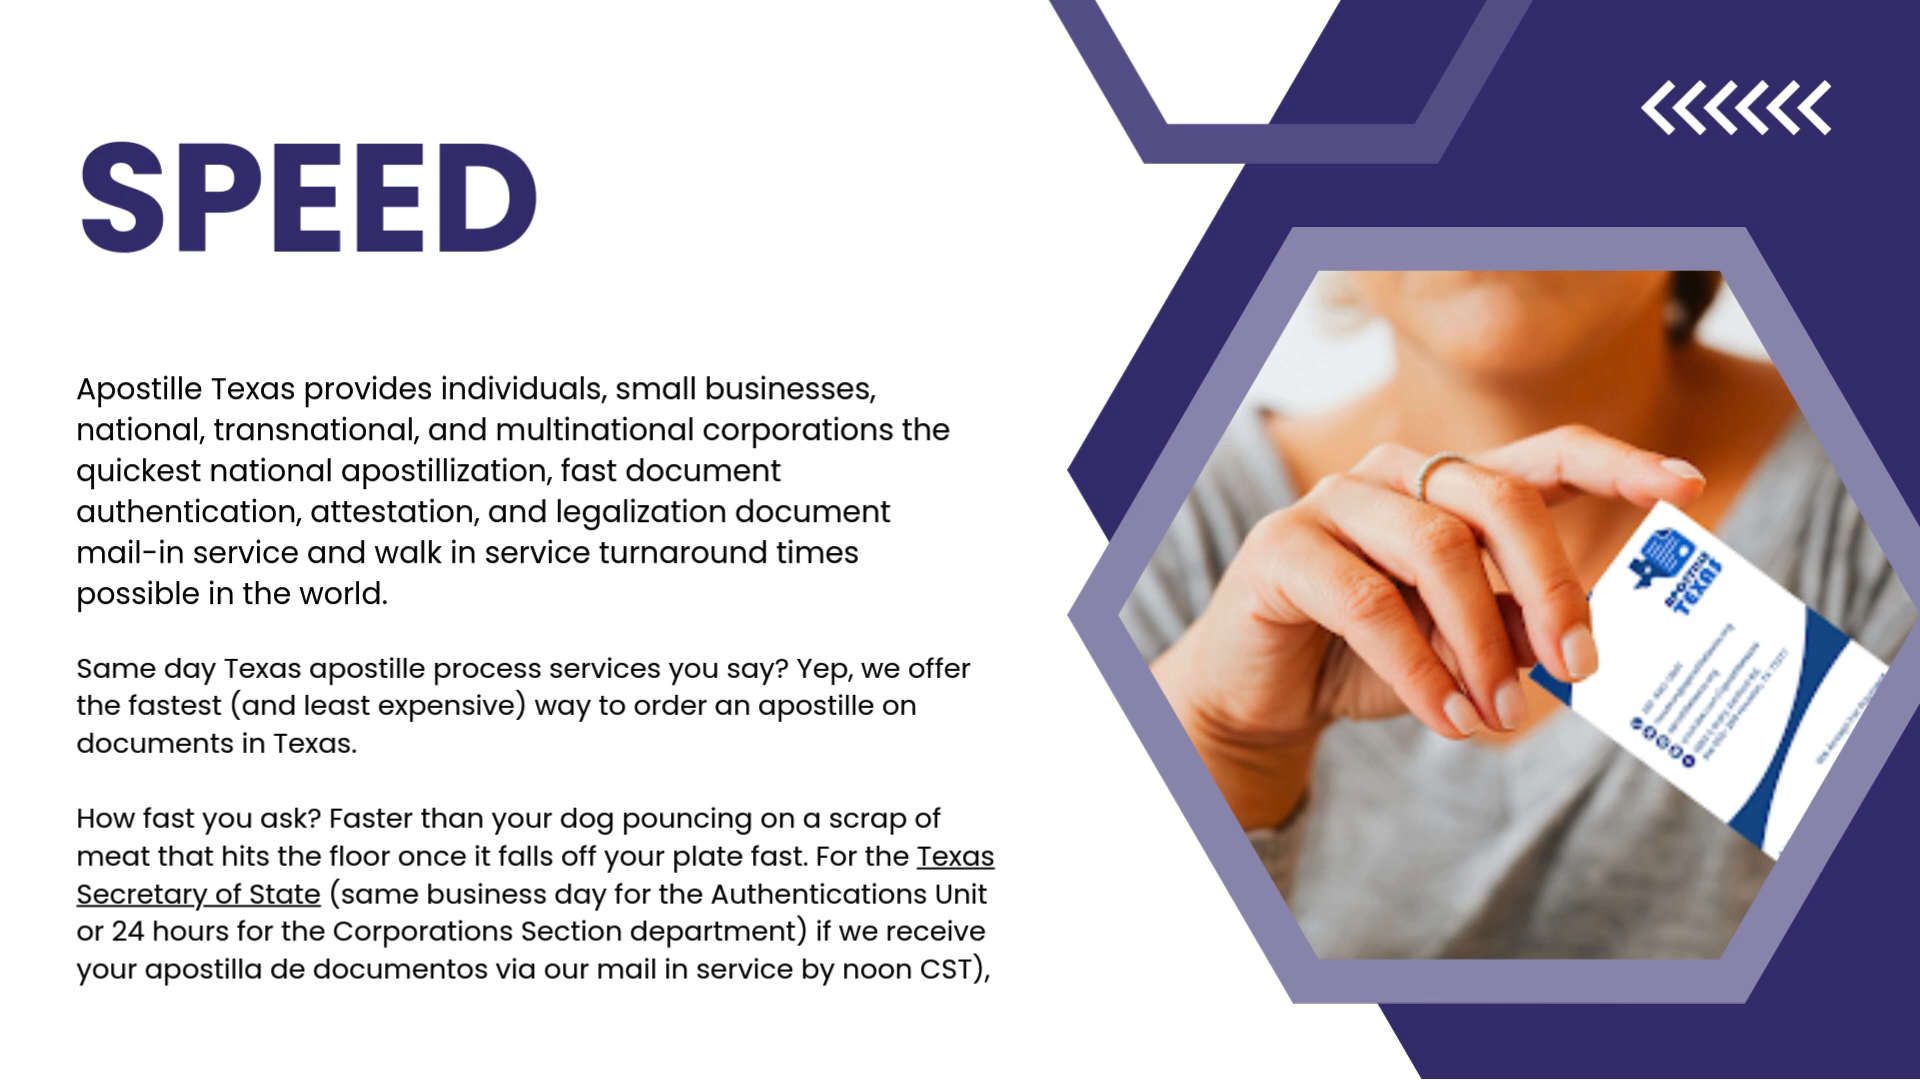 SPEED
Apostille Texas provides individuals, small businesses,
national, transnational, and multinational corporations the
quickest national apostillization, fast document
authentication, attestation, and legalization document
mail-in service and walk in service turnaround times
possible in the world.
Same day Texas apostille process services you say? Yep, we offer
the fastest (and least expensive) way to order an apostille on
documents in Texas.
How fast you ask? Faster than your dog pouncing on a scrap of
meat that hits the floor once it falls off your plate fast. For the Texas
Secretary of State (same business day for the Authentications Unit
or 24 hours for the Corporations Section department) if we receive
your apostilla de documentos via our mail in service by noon CST),
APOSTILLE
TEXAS